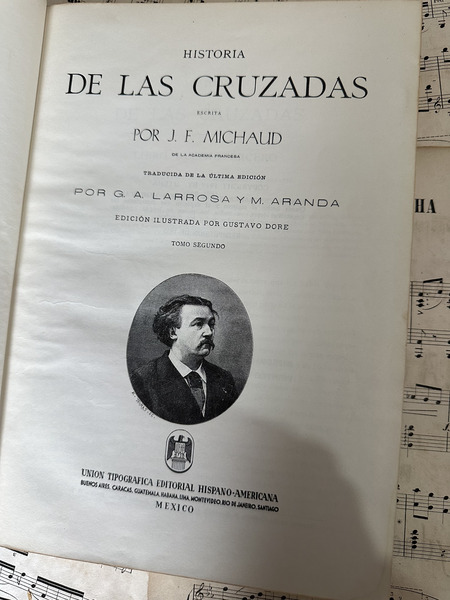 HISTORIA
DE LAS CRUZADAS
ESCRITA
POR J. F. MICHAUD
DE LA ACADEMIA FRANCESA
TRADUCIDA DE LA ÚLTIMA EDICIÓN
POR G. A. LARROSA Y M. ARANDA
EDICIÓN ILUSTRADA POR GUSTAVO DORE
TOMO SEGUNDO
UNION TIPOGRAFICA EDITORIAL HISPANO-AMERICANA
BUENOS AIRES, CARACAS, GUATEMALA, HABANA, LIMA, MONTEVIDEO, RIO DE JANEIRO, SANTIAGO
MEXICO
HA